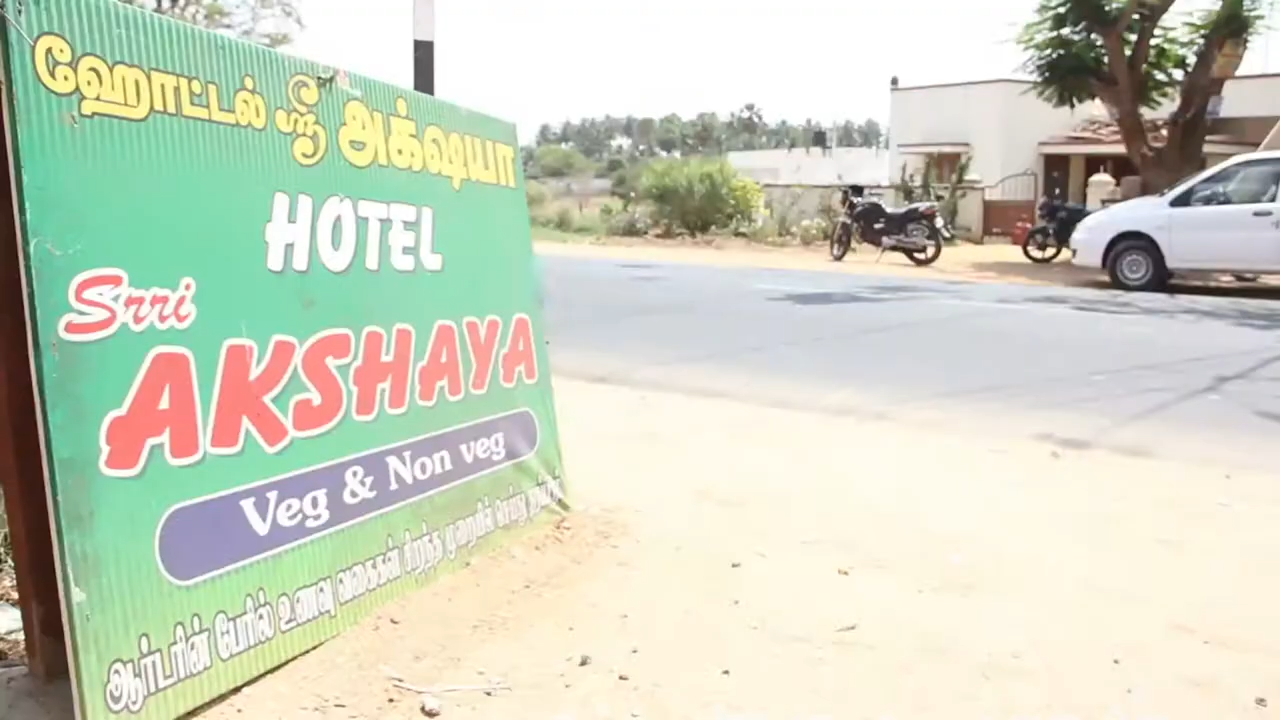 ஹோட்டல் ஸ்ரீ அக்ஷயா
HOTEL
Srri
AKSHAYA
Veg & Non veg
ஆர்டரின் பேரில் உணவு வகைகள் சிறந்த முறையில் செய்து